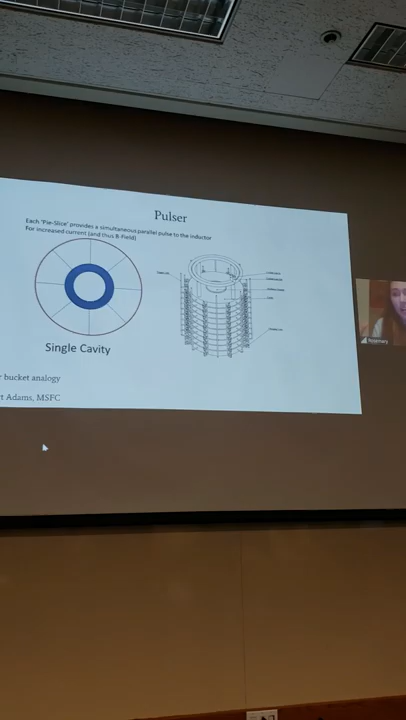 Pulser
Each 'Pie-Slice' provides a simultaneous parallel pulse to the inductor
For increased current (and thus B-Field)
Single Cavity
bucket analogy
Adams, MSFC
Rosemary